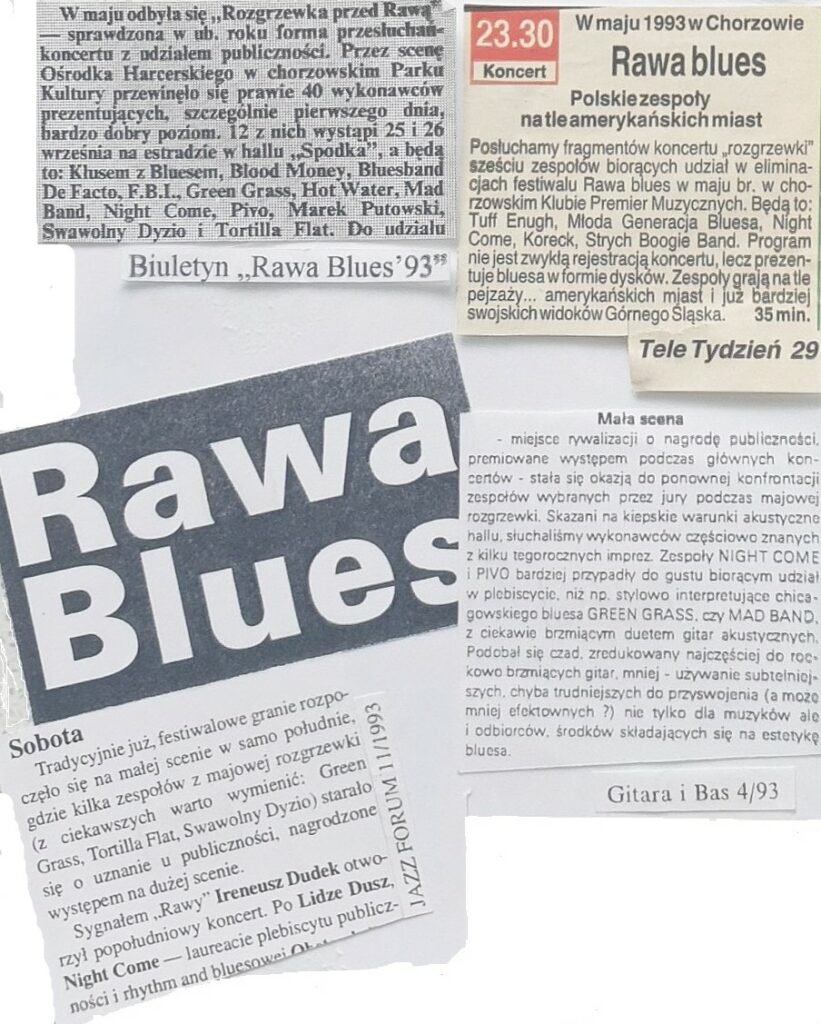 W maju odbyła się „Rozgrzewka przed Rawą”
— sprawdzona w ub. roku forma przesłuchań-
koncertu z udziałem publiczności. Przez scenę
Ośrodka Harcerskiego w chorzowskim Parku
Kultury przewinęło się prawie 40 wykonawców
prezentujących, szczególnie pierwszego dnia,
bardzo dobry poziom. 12 z nich wystąpi 25 i 26
września na estradzie w hallu „Spodka”, a będą
to: Kłusem z Bluesem, Blood Money, Bluesband
De Facto, F.B.I., Green Grass, Hot Water, Mad
Band, Night Come, Pivo, Marek Putowski,
Swawolny Dyzio i Tortilla Flat. Do udziału
Biuletyn „Rawa Blues’93”
23.30
Koncert
W maju 1993 w Chorzowie
Rawa blues
Polskie zespoły
na tle amerykańskich miast
Posłuchamy fragmentów koncertu „rozgrzewki”
sześciu zespołów biorących udział w elimina-
cjach festiwalu Rawa blues w maju br. w cho-
rzowskim Klubie Premier Muzycznych. Będą to:
Tuff Enugh, Młoda Generacja Bluesa, Night
Come, Koreck, Strych Boogie Band. Program
nie jest zwykłą rejestracją koncertu, lecz prezen-
tuje bluesa w formie dysków. Zespoły grają na tle
pejzaży... amerykańskich miast i już bardziej
swojskich widoków Górnego Śląska. 35 min.
Tele Tydzień 29
Rawa
Blues
Mała scena
- miejsce rywalizacji o nagrodę publiczności,
premiowane występem podczas głównych kon-
certów - stała się okazją do ponownej konfrontacji
zespołów wybranych przez jury podczas majowej
rozgrzewki. Skazani na kiepskie warunki akustyczne
hallu, słuchaliśmy wykonawców częściowo znanych
z kilku tegorocznych imprez. Zespoły NIGHT COME
i PIVO bardziej przypadły do gustu biorącym udział
w plebiscycie, niż np. stylowo interpretujące chica-
gowskiego bluesa GREEN GRASS, czy MAD BAND,
z ciekawie brzmiącym duetem gitar akustycznych.
Podobał się czad, zredukowany najczęściej do roc-
kowo brzmiących gitar, mniej - używanie subtelniej-
szych, chyba trudniejszych do przyswojenia (a może
mniej efektownych ?) nie tylko dla muzyków ale
i odbiorców, środków składających się na estetykę
bluesa.
Gitara i Bas 4/93
Sobota
Tradycyjnie już, festiwalowe granie rozpo-
częło się na małej scenie w samo południe,
gdzie kilka zespołów z majowej rozgrzewki
(z ciekawszych warto wymienić: Green
Grass, Tortilla Flat, Swawolny Dyzio) starało
się o uznanie u publiczności, nagrodzone
występem na dużej scenie.
Sygnałem „Rawy” Ireneusz Dudek otwo-
rzył popołudniowy koncert. Po Lidze Dusz,
Night Come — laureacie plebiscytu publicz-
ności i rhythm and bluesowej
JAZZ FORUM 11/1993